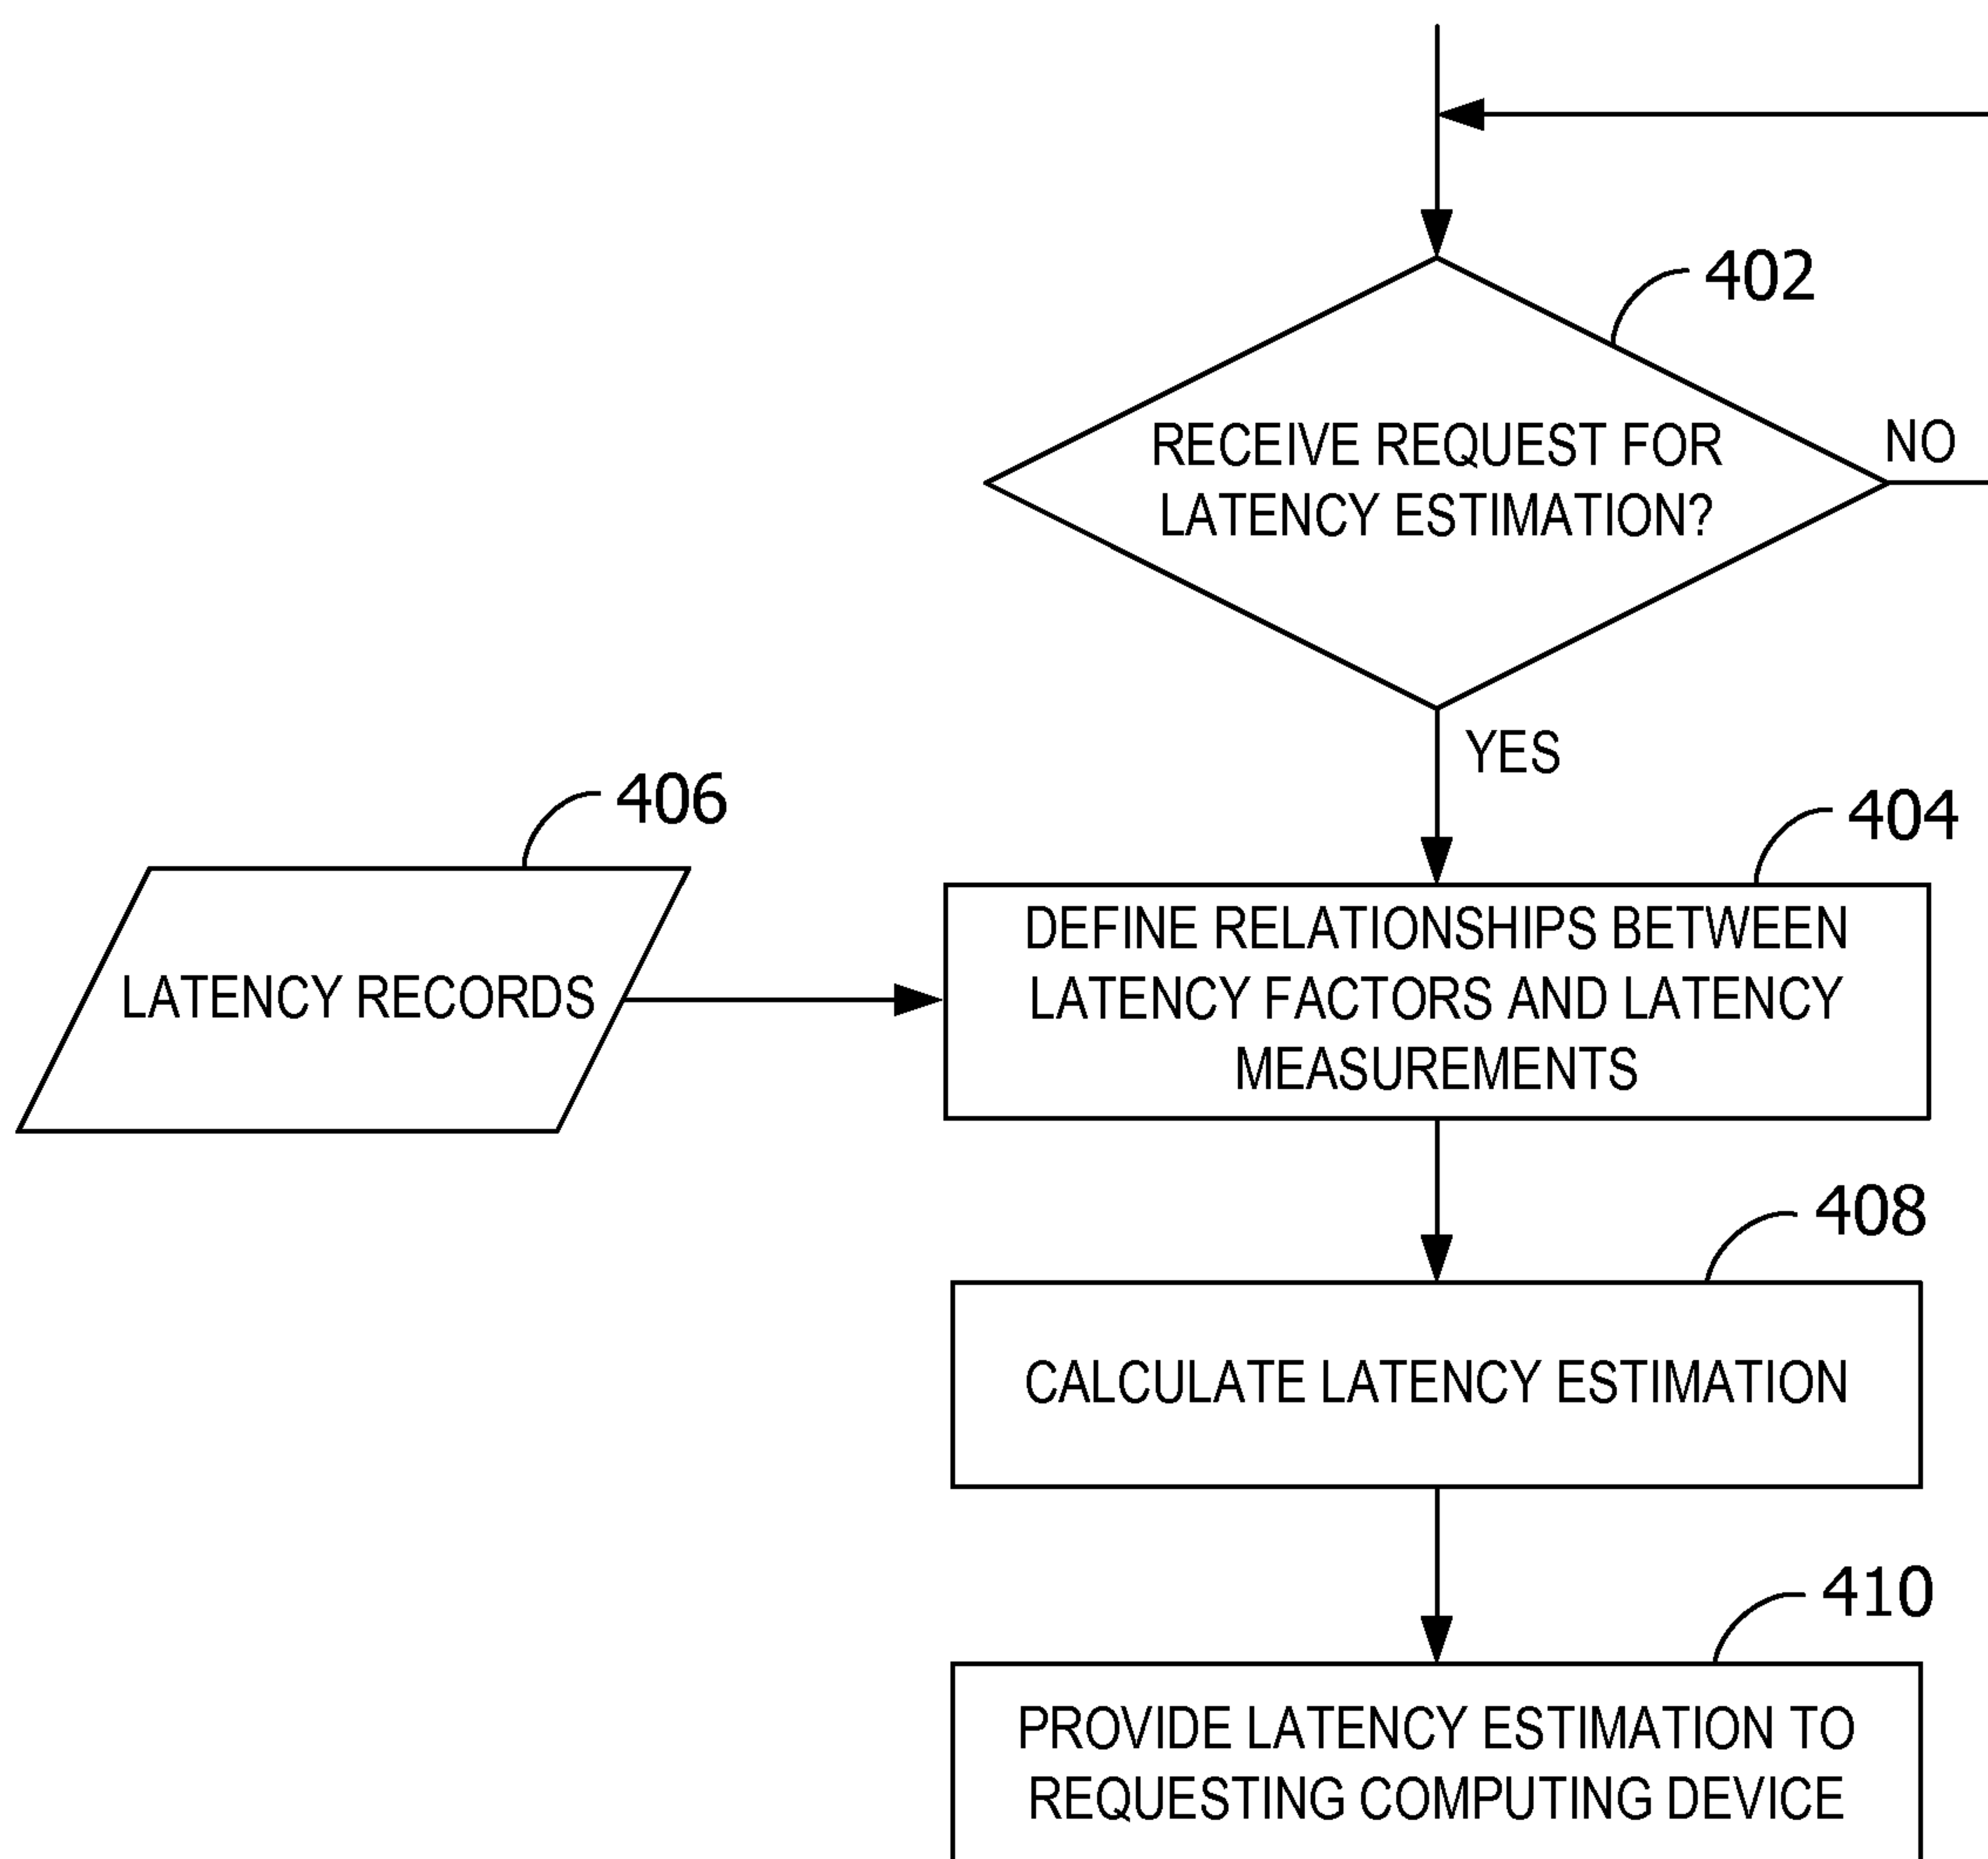 402
RECEIVE REQUEST FOR
LATENCY ESTIMATION?
NO
YES
406
404
LATENCY RECORDS
DEFINE RELATIONSHIPS BETWEEN
LATENCY FACTORS AND LATENCY
MEASUREMENTS
408
CALCULATE LATENCY ESTIMATION
410
PROVIDE LATENCY ESTIMATION TO
REQUESTING COMPUTING DEVICE